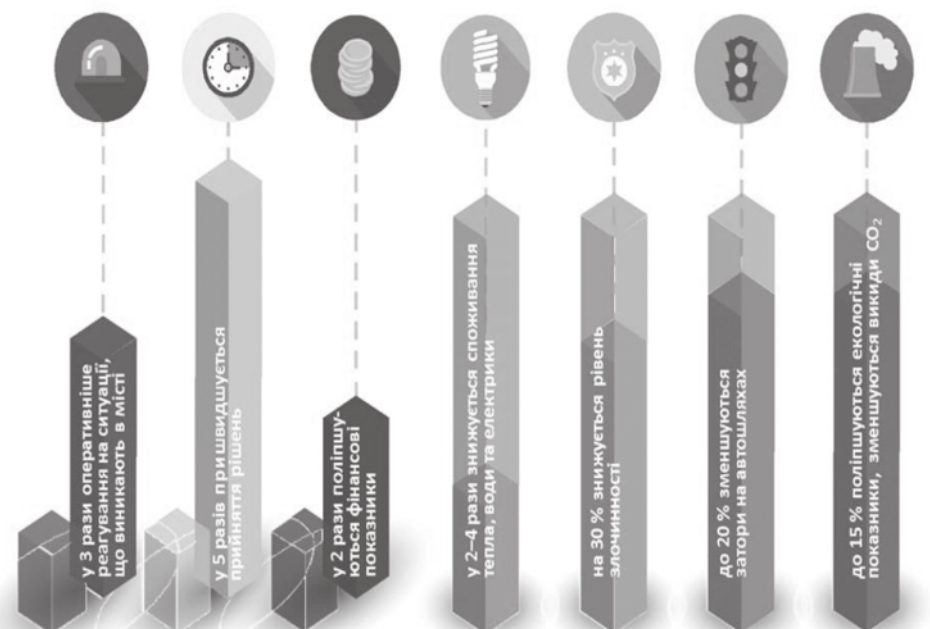 у 3 рази оперативніше
реагування на ситуації,
що виникають в місті
у 5 разів пришвидшується
прийняття рішень
у 2 рази поліпшу-
ються фінансові
показники
у 2–4 рази знижується споживання
тепла, води та електрики
на 30 % знижується рівень
злочинності
до 20 % зменшуються
затори на автошляхах
до 15 % поліпшуються екологічні
показники, зменшуються викиди CO₂